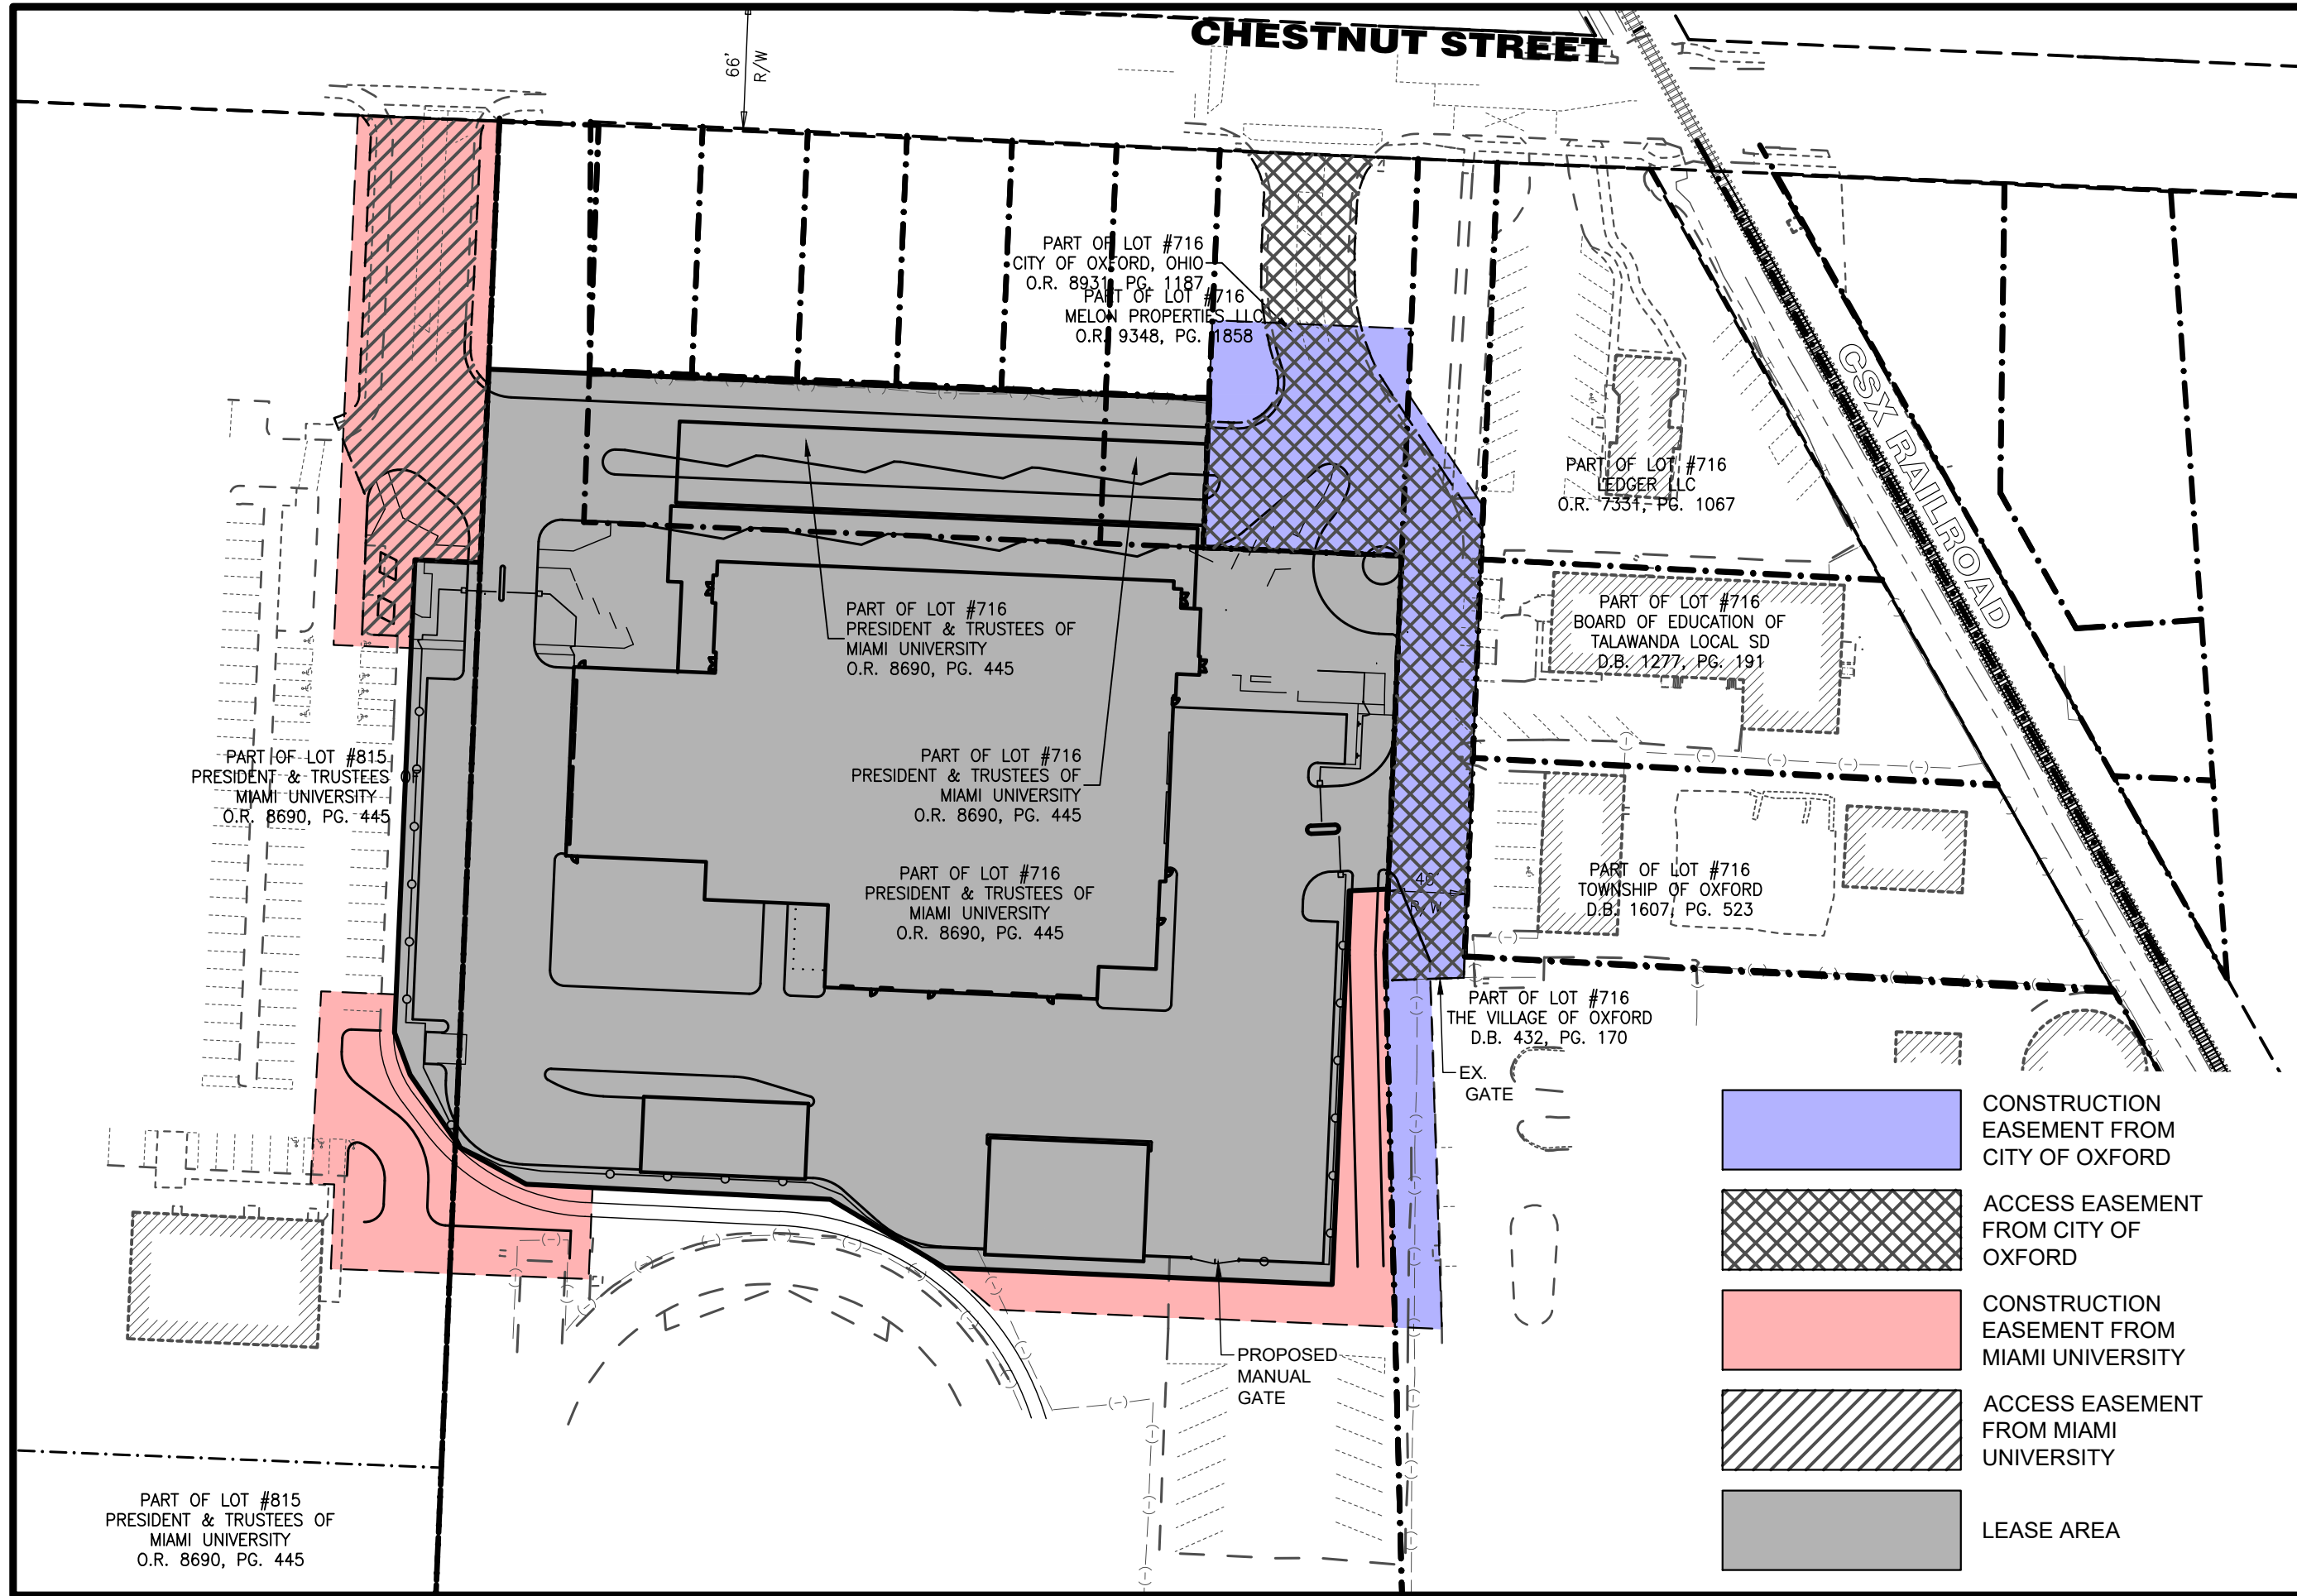 CHESTNUT STREET
66'
R/W
PART OF LOT #716
CITY OF OXFORD, OHIO
O.R. 8931, PG. 1187
PART OF LOT #716
MELON PROPERTIES LLC
O.R. 9348, PG. 1858
CSX RAILROAD
PART OF LOT #716
LEDGER LLC
O.R. 7331, PG. 1067
PART OF LOT #716
PRESIDENT & TRUSTEES OF
MIAMI UNIVERSITY
O.R. 8690, PG. 445
PART OF LOT #716
BOARD OF EDUCATION OF
TALAWANDA LOCAL SD
D.B. 1277, PG. 191
PART OF LOT #815
PRESIDENT & TRUSTEES OF
MIAMI UNIVERSITY
O.R. 8690, PG. 445
PART OF LOT #716
PRESIDENT & TRUSTEES OF
MIAMI UNIVERSITY
O.R. 8690, PG. 445
PART OF LOT #716
PRESIDENT & TRUSTEES OF
MIAMI UNIVERSITY
O.R. 8690, PG. 445
46'
R/W
PART OF LOT #716
TOWNSHIP OF OXFORD
D.B. 1607, PG. 523
PART OF LOT #716
THE VILLAGE OF OXFORD
D.B. 432, PG. 170
EX.
GATE
PROPOSED
MANUAL
GATE
PART OF LOT #815
PRESIDENT & TRUSTEES OF
MIAMI UNIVERSITY
O.R. 8690, PG. 445
CONSTRUCTION
EASEMENT FROM
CITY OF OXFORD
ACCESS EASEMENT
FROM CITY OF
OXFORD
CONSTRUCTION
EASEMENT FROM
MIAMI UNIVERSITY
ACCESS EASEMENT
FROM MIAMI
UNIVERSITY
LEASE AREA